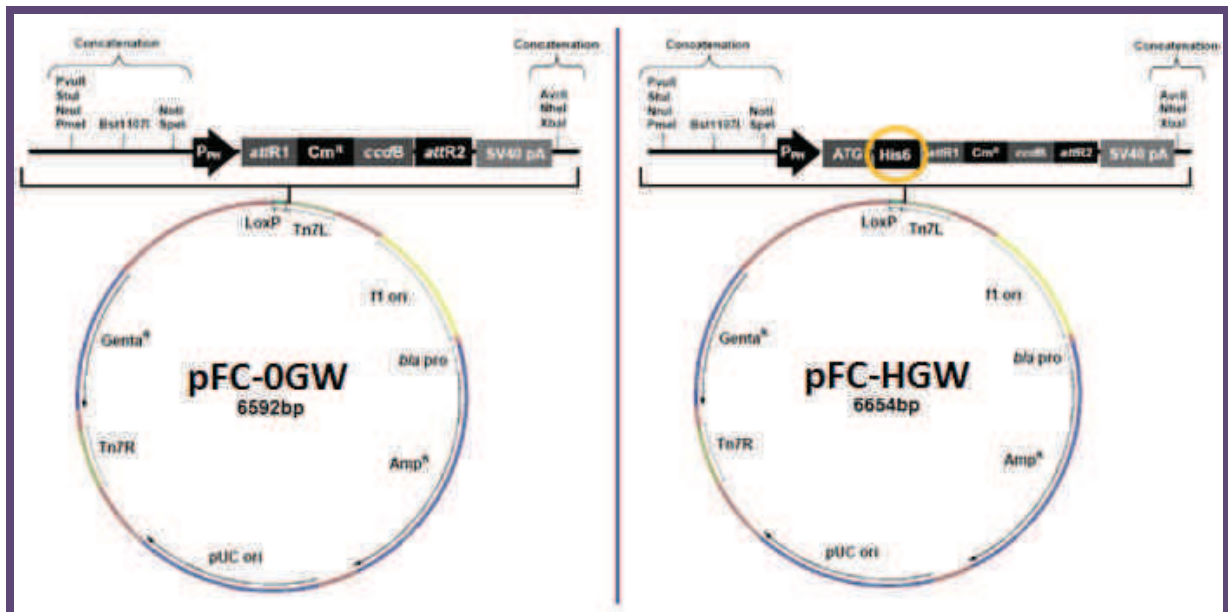 Concatenation
Concatenation
PvuII
StuI
NruI
PmeI
Bst1107I
NotI
SpeI
AvrII
NheI
XbaI
PPH
attR1
CmR
ccdB
attR2
SV40 pA
LoxP
Tn7L
f1 ori
bla pro
AmpR
pUC ori
Tn7R
GentaR
pFC-0GW
6592bp
Concatenation
Concatenation
PvuII
StuI
NruI
PmeI
Bst1107I
NotI
SpeI
AvrII
NheI
XbaI
PPH
ATG
His6
attR1
CmR
ccdB
attR2
SV40 pA
LoxP
Tn7L
f1 ori
bla pro
AmpR
pUC ori
Tn7R
GentaR
pFC-HGW
6654bp